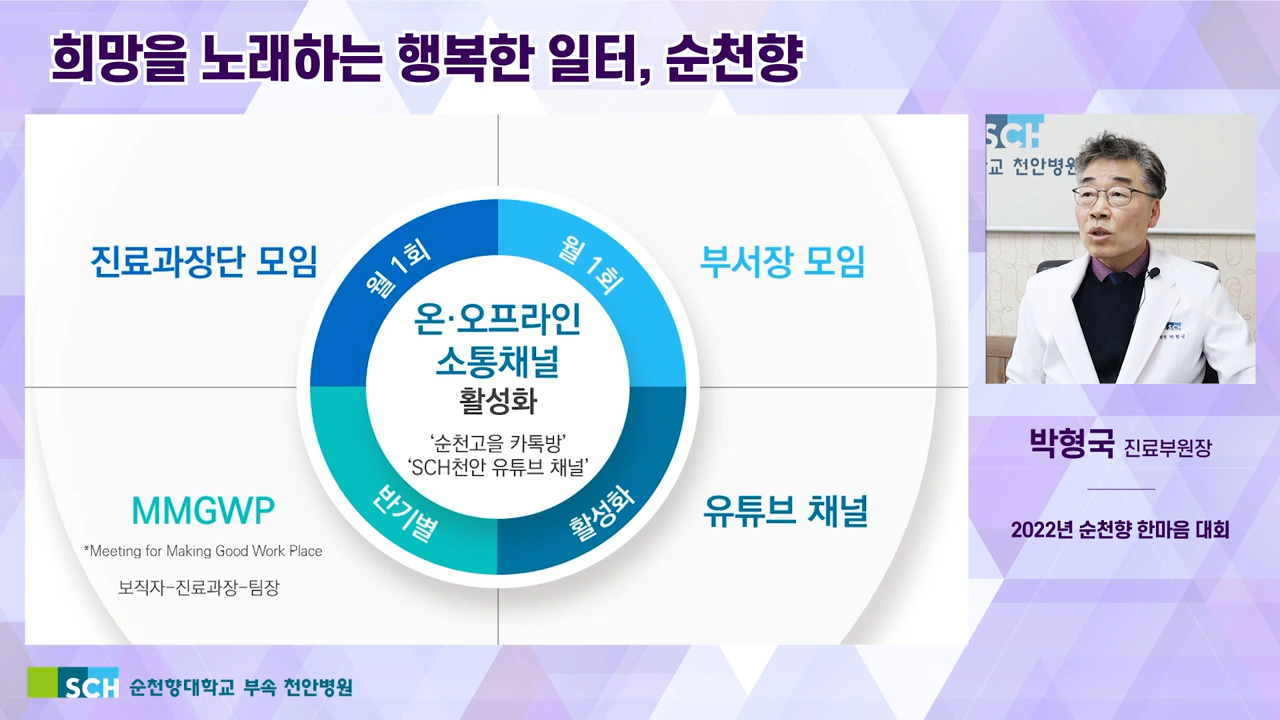 희망을 노래하는 행복한 일터, 순천향
진료과장단 모임
월 1회
월 1회
부서장 모임
온·오프라인
소통채널
활성화
‘순천고을 카톡방’
‘SCH천안 유튜브 채널’
MMGWP
*Meeting for Making Good Work Place
보직자-진료과장-팀장
반기별
활성화
유튜브 채널
SCH
교 천안병원
SCH
박형국 진료부원장
2022년 순천향 한마음 대회
SCH 순천향대학교 부속 천안병원